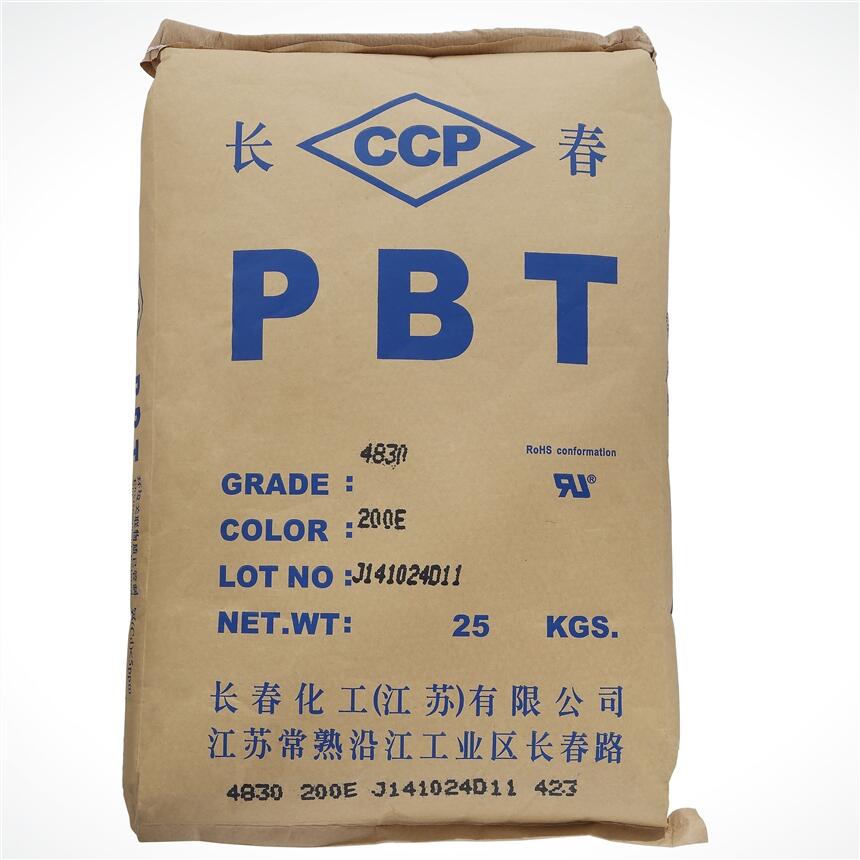 长 CCP 春
PBT
4830
RoHS conformation
GRADE :
RU®
COLOR : 200E
LOT NO : J141024D11
NET.WT: 25 KGS.
长春化工(江苏)有限公司
江苏常熟沿江工业区长春路
4830 200E J141024D11 423